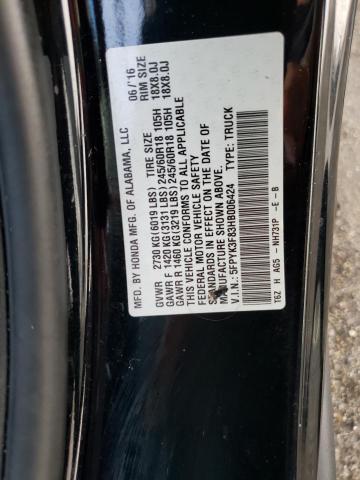 MFD. BY HONDA MFG. OF ALABAMA, LLC 06/'16
GVWR 2730 KG(6019 LBS) TIRE SIZE RIM SIZE
GAWR F 1420 KG(3131 LBS) 245/60R18 105H 18X8.0J
GAWR R 1460 KG(3219 LBS) 245/60R18 105H 18X8.0J
THIS VEHICLE CONFORMS TO ALL APPLICABLE
FEDERAL MOTOR VEHICLE SAFETY
STANDARDS IN EFFECT ON THE DATE OF
MANUFACTURE SHOWN ABOVE.
V.I.N.: 5FPYK3F83HB006424 TYPE: TRUCK
T6Z H AG5 - NH731P - E - B